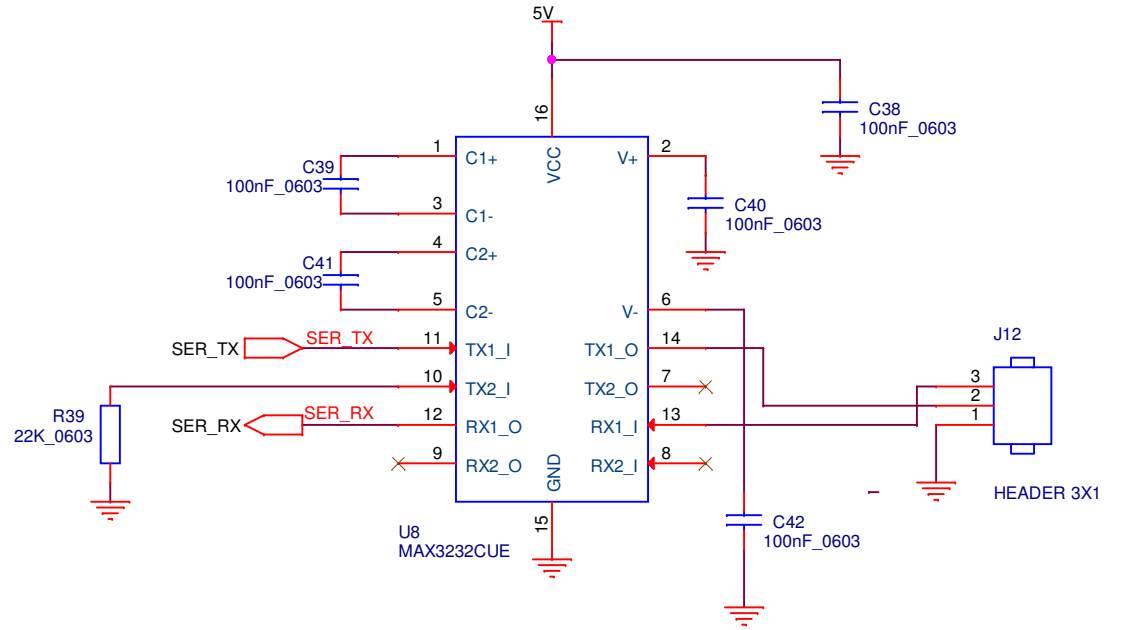 5V
16
C38
100nF_0603
1
C1+
VCC
V+
2
C39
100nF_0603
3
C1-
C40
100nF_0603
4
C2+
C41
100nF_0603
5
C2-
V-
6
J12
SER_TX
SER_TX
11
TX1_I
TX1_O
14
10
TX2_I
TX2_O
7
3
2
1
R39
22K_0603
SER_RX
SER_RX
12
RX1_O
RX1_I
13
9
RX2_O
GND
RX2_I
8
HEADER 3X1
15
U8
MAX3232CUE
C42
100nF_0603